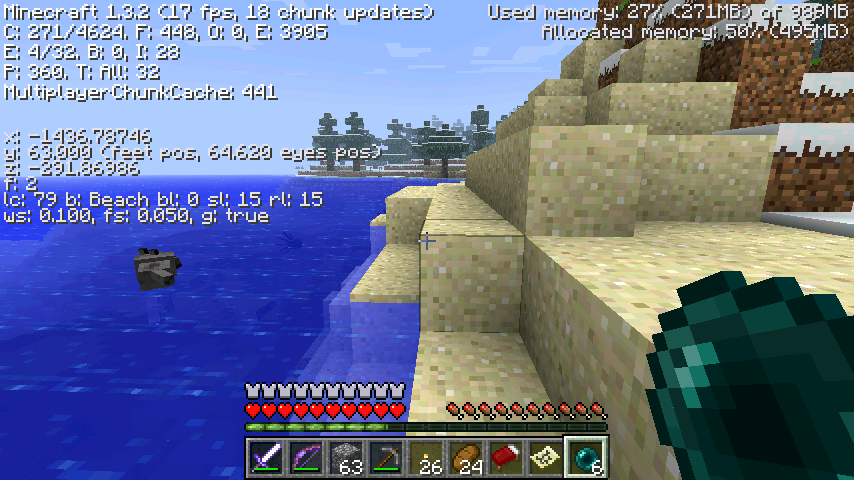 Minecraft 1.3.2 (17 fps, 18 chunk updates)
C: 271/4624, F: 448, O: 0, E: 3905
E: 4/32. B: 0, I: 28
P: 360. T: All: 32
MultiplayerChunkCache: 441
Used memory: 27% (271MB) of 989MB
Allocated memory: 50% (495MB)
x: -1436.78746
y: 63.000 (feet pos, 64.620 eyes pos)
z: -291.86986
f: 2
lc: 79 b: Beach bl: 0 sl: 15 rl: 15
ws: 0.100, fs: 0.050, g: true
63
26
24
6